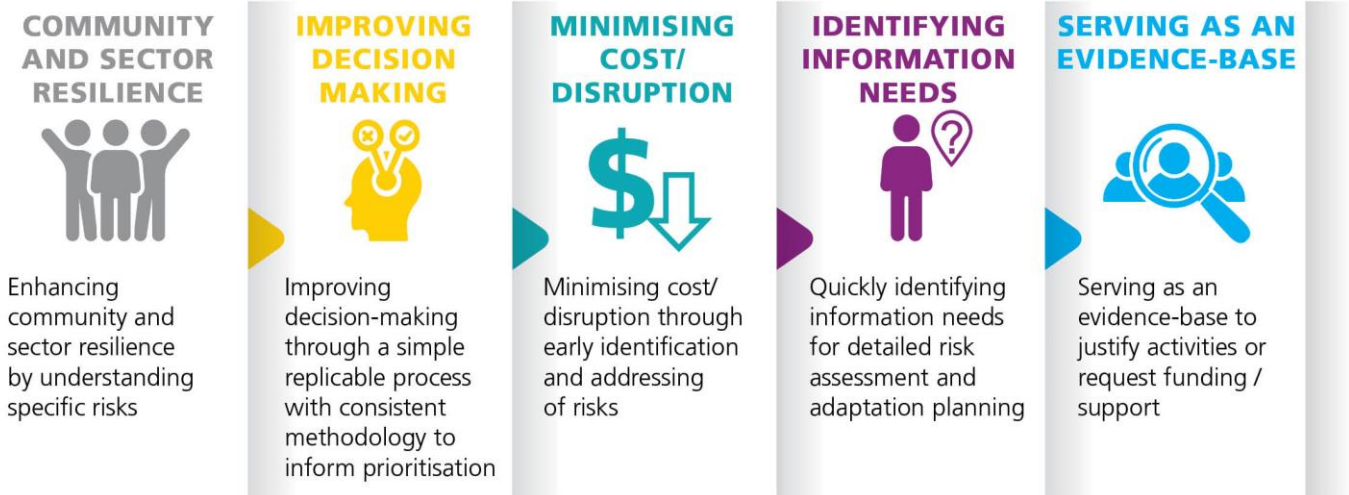 COMMUNITY
AND SECTOR
RESILIENCE
Enhancing
community and
sector resilience
by understanding
specific risks
IMPROVING
DECISION
MAKING
Improving
decision-making
through a simple
replicable process
with consistent
methodology to
inform prioritisation
MINIMISING
COST/
DISRUPTION
$
Minimising cost/
disruption through
early identification
and addressing
of risks
IDENTIFYING
INFORMATION
NEEDS
?
Quickly identifying
information needs
for detailed risk
assessment and
adaptation planning
SERVING AS AN
EVIDENCE-BASE
Serving as an
evidence-base to
justify activities or
request funding /
support